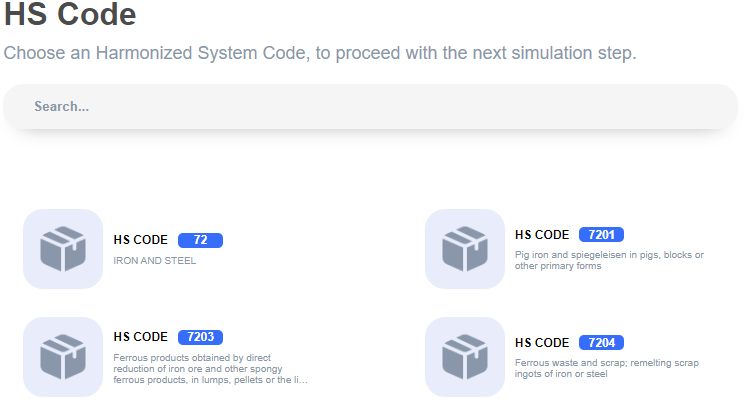 HS Code
Choose an Harmonized System Code, to proceed with the next simulation step.
Search...
HS CODE 72
IRON AND STEEL
HS CODE 7201
Pig iron and spiegeleisen in pigs, blocks or
other primary forms
HS CODE 7203
Ferrous products obtained by direct
reduction of iron ore and other spongy
ferrous products, in lumps, pellets or the li...
HS CODE 7204
Ferrous waste and scrap; remelting scrap
ingots of iron or steel